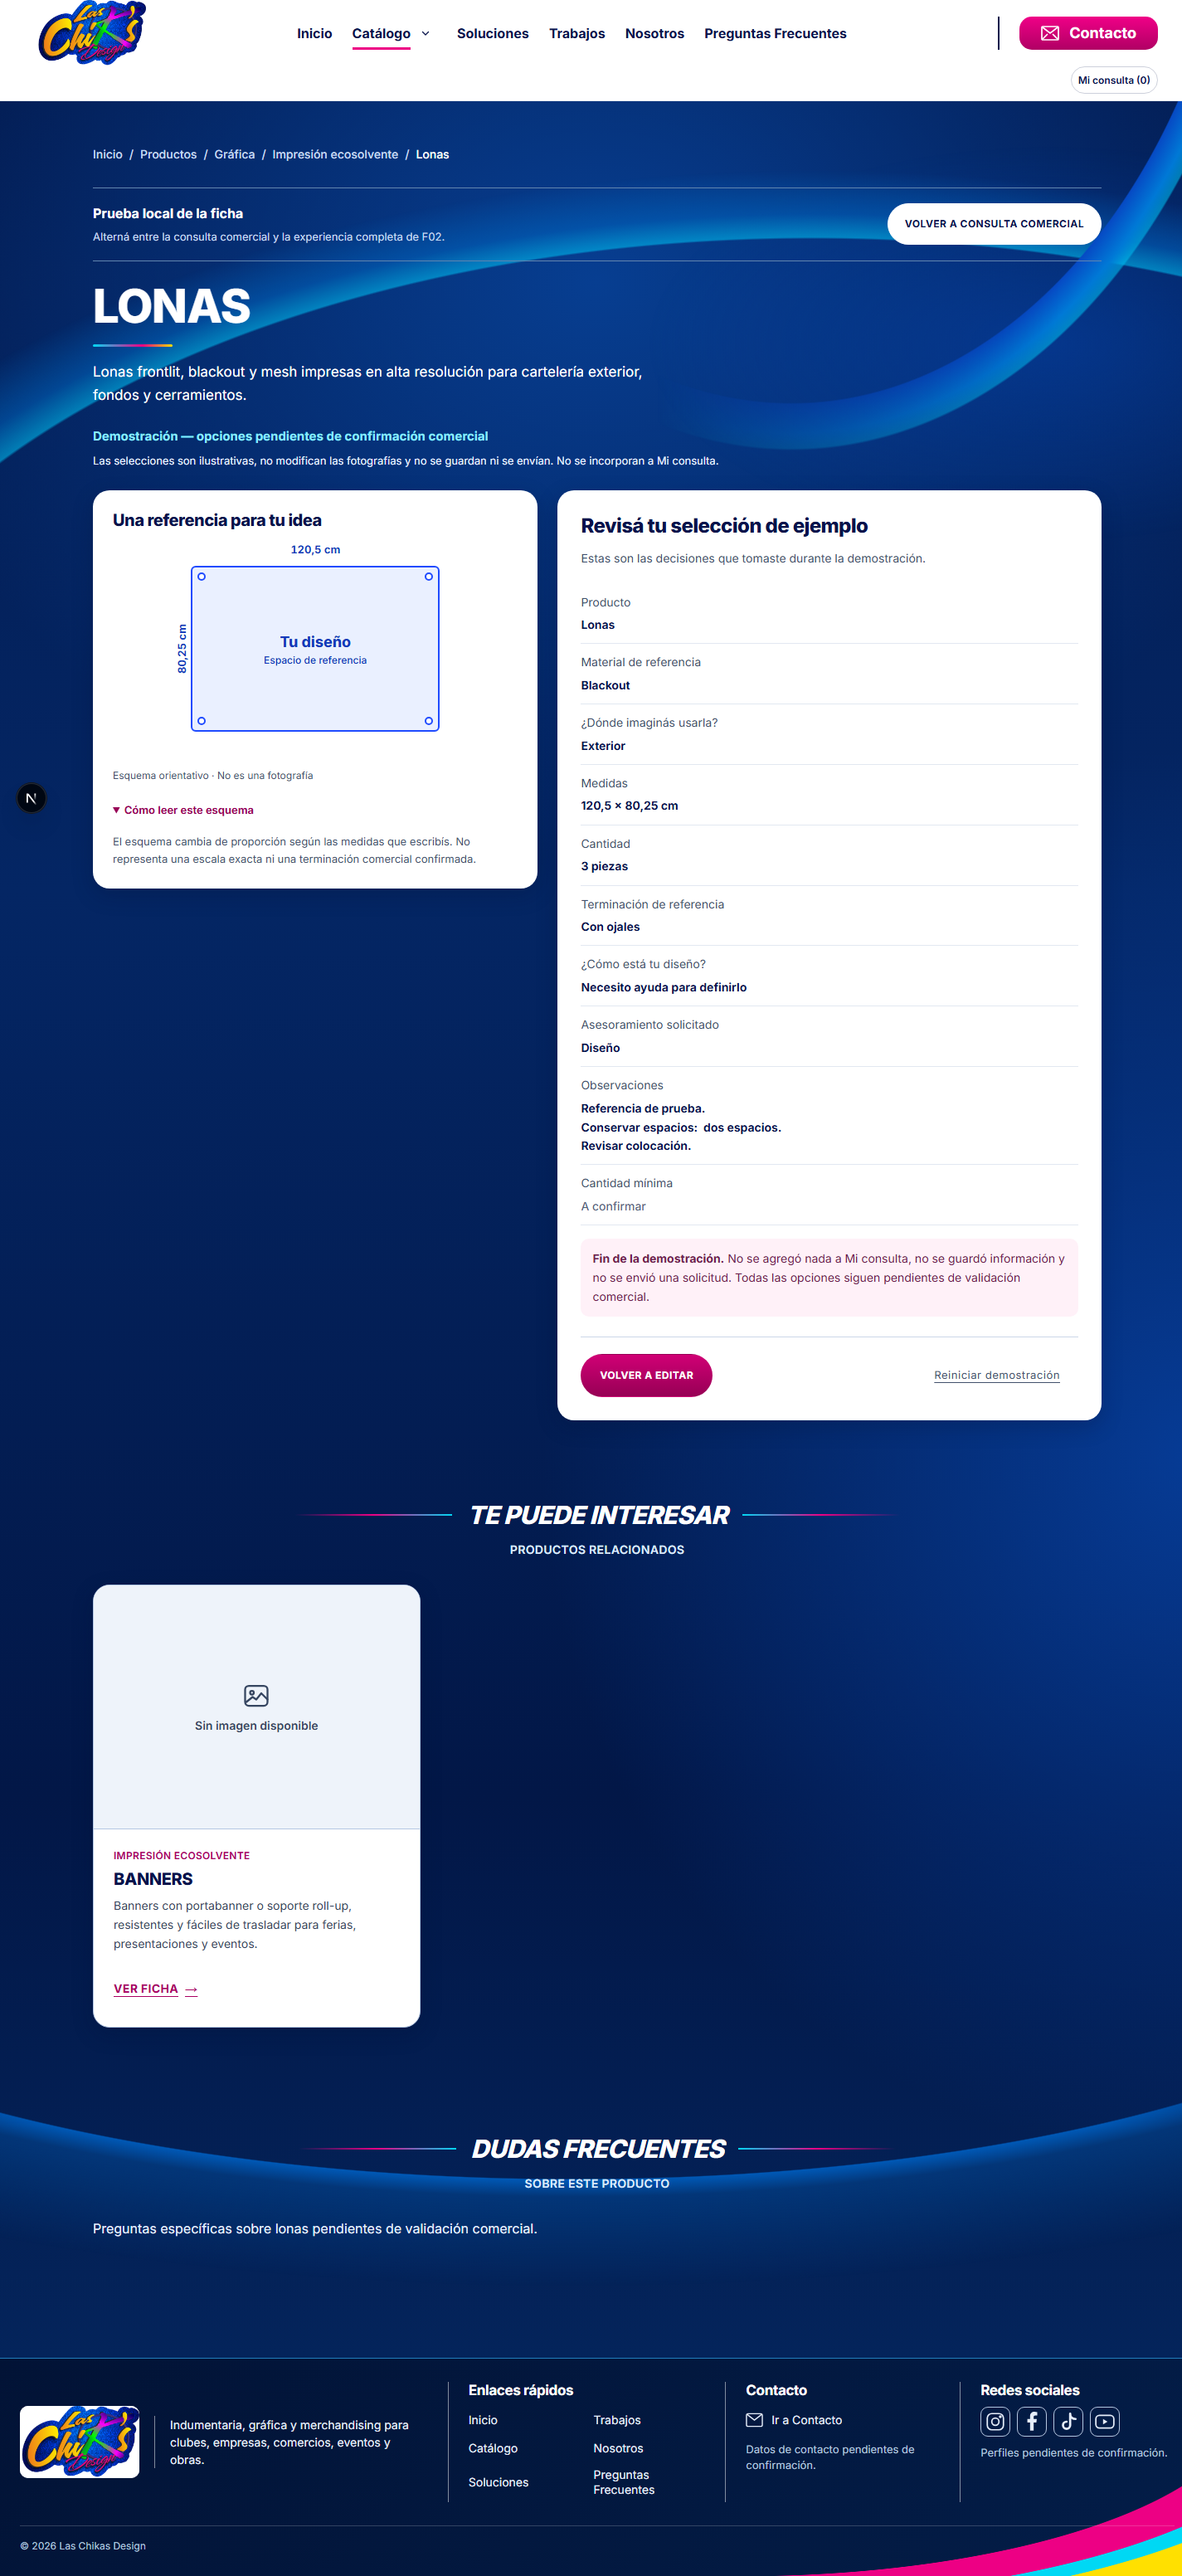 Las
Chika's
Design
Inicio
Catálogo
Soluciones
Trabajos
Nosotros
Preguntas Frecuentes
Contacto
Mi consulta (0)
Inicio / Productos / Gráfica / Impresión ecosolvente / Lonas
Prueba local de la ficha
Alterná entre la consulta comercial y la experiencia completa de F02.
VOLVER A CONSULTA COMERCIAL
LONAS
Lonas frontlit, blackout y mesh impresas en alta resolución para cartelería exterior,
fondos y cerramientos.
Demostración — opciones pendientes de confirmación comercial
Las selecciones son ilustrativas, no modifican las fotografías y no se guardan ni se envían. No se incorporan a Mi consulta.
Una referencia para tu idea
120,5 cm
80,25 cm
Tu diseño
Espacio de referencia
Esquema orientativo · No es una fotografía
▼ Cómo leer este esquema
El esquema cambia de proporción según las medidas que escribís. No
representa una escala exacta ni una terminación comercial confirmada.
Revisá tu selección de ejemplo
Estas son las decisiones que tomaste durante la demostración.
Producto
Lonas
Material de referencia
Blackout
¿Dónde imaginás usarla?
Exterior
Medidas
120,5 × 80,25 cm
Cantidad
3 piezas
Terminación de referencia
Con ojales
¿Cómo está tu diseño?
Necesito ayuda para definirlo
Asesoramiento solicitado
Diseño
Observaciones
Referencia de prueba.
Conservar espacios:  dos espacios.
Revisar colocación.
Cantidad mínima
A confirmar
Fin de la demostración. No se agregó nada a Mi consulta, no se guardó información y
no se envió una solicitud. Todas las opciones siguen pendientes de validación
comercial.
VOLVER A EDITAR
Reiniciar demostración
N
TE PUEDE INTERESAR
PRODUCTOS RELACIONADOS
Sin imagen disponible
IMPRESIÓN ECOSOLVENTE
BANNERS
Banners con portabanner o soporte roll-up,
resistentes y fáciles de trasladar para ferias,
presentaciones y eventos.
VER FICHA →
DUDAS FRECUENTES
SOBRE ESTE PRODUCTO
Preguntas específicas sobre lonas pendientes de validación comercial.
Las
Chika's
Design
Indumentaria, gráfica y merchandising para
clubes, empresas, comercios, eventos y
obras.
Enlaces rápidos
Inicio
Trabajos
Catálogo
Nosotros
Soluciones
Preguntas
Frecuentes
Contacto
Ir a Contacto
Datos de contacto pendientes de
confirmación.
Redes sociales
Perfiles pendientes de confirmación.
© 2026 Las Chikas Design